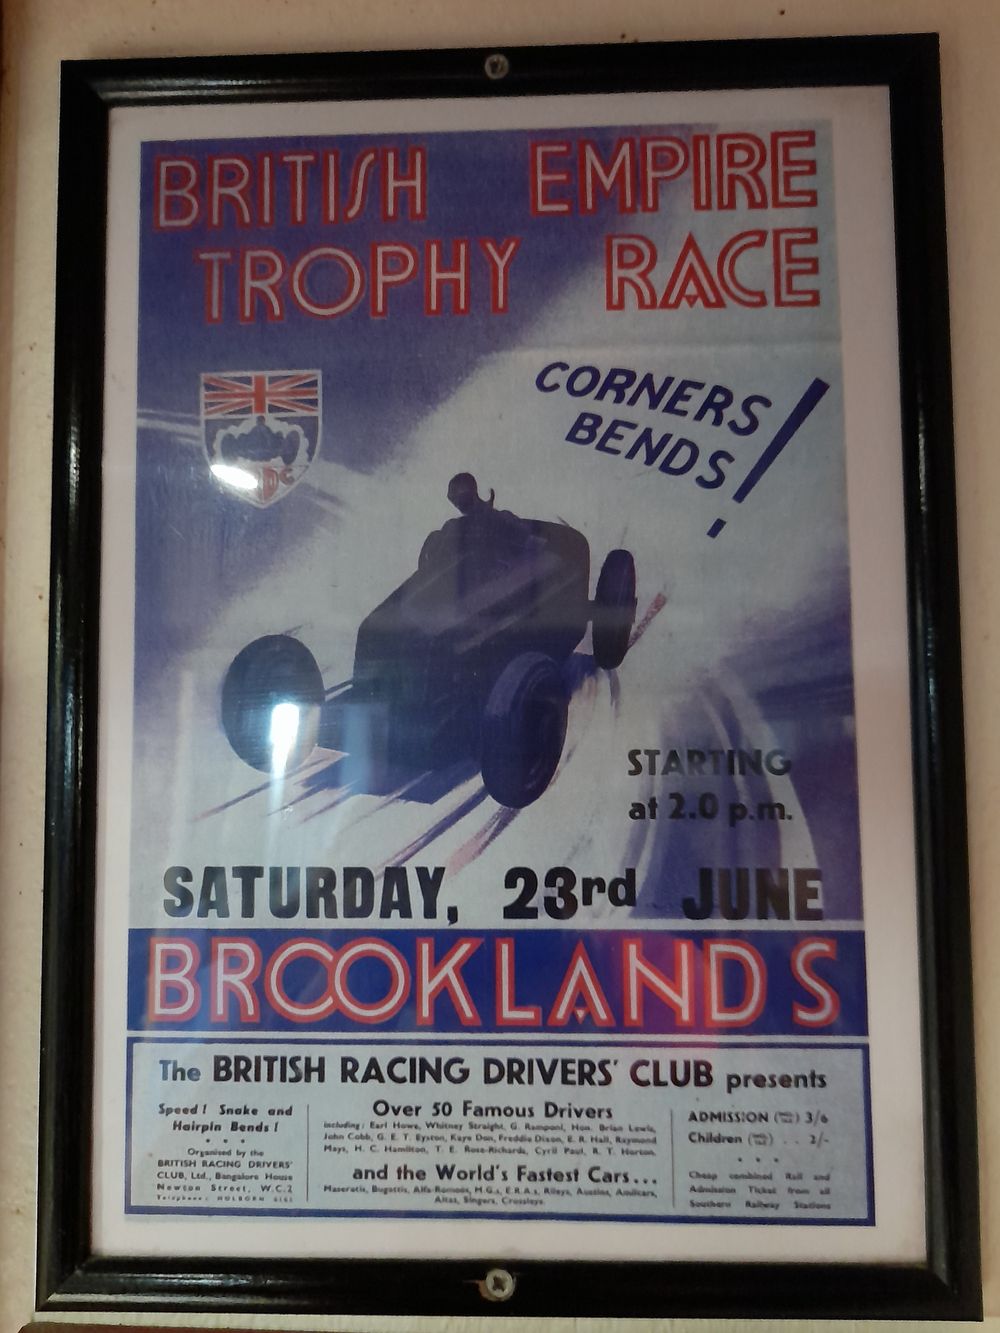 BRITISH EMPIRE
TROPHY RACE
CORNERS
BENDS!
DC
STARTING
at 2.0 p.m.
SATURDAY, 23rd JUNE
BROOKLANDS
The BRITISH RACING DRIVERS' CLUB presents
Speed! Snake and
Hairpin Bends!
Organised by the
BRITISH RACING DRIVERS'
CLUB, Ltd., Bangalore House
Newton Street, W.C.2
Telephone: HOLBORN
Over 50 Famous Drivers
including: Earl Howe, Whitney Straight, G. Ramponi, Hon. Brian Lewis,
John Cobb, G. E. T. Eyston, Kaye Don, Freddie Dixon, E. R. Hall, Raymond
Mays, H. C. Hamilton, T. E. Rose-Richards, Cyril Paul, R. T. Horton.
and the World's Fastest Cars...
Maseratis, Bugattis, Alfa-Romeos, M.G.s, E.R.A.s, Rileys, Austins, Amilcars,
Altas, Singers, Crossleys.
ADMISSION 3/6
Children .. 2/-
Cheap combined Rail and
Admission Ticket from all
Southern Railway Stations